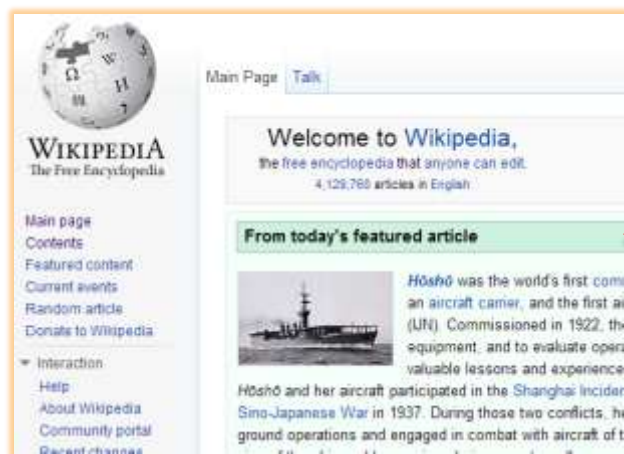 WIKIPEDIA
The Free Encyclopedia
Main page
Contents
Featured content
Current events
Random article
Donate to Wikipedia
Interaction
Help
About Wikipedia
Community portal
Recent changes
Main Page Talk
Welcome to Wikipedia,
the free encyclopedia that anyone can edit.
4,129,760 articles in English
From today's featured article
Hōshō was the world's first
an aircraft carrier, and the first
(IJN). Commissioned in 1922,
equipment, and to evaluate
valuable lessons and experience
Hōshō and her aircraft participated in the Shanghai
Sino-Japanese War in 1937. During those two conflicts,
ground operations and engaged in combat with aircraft of